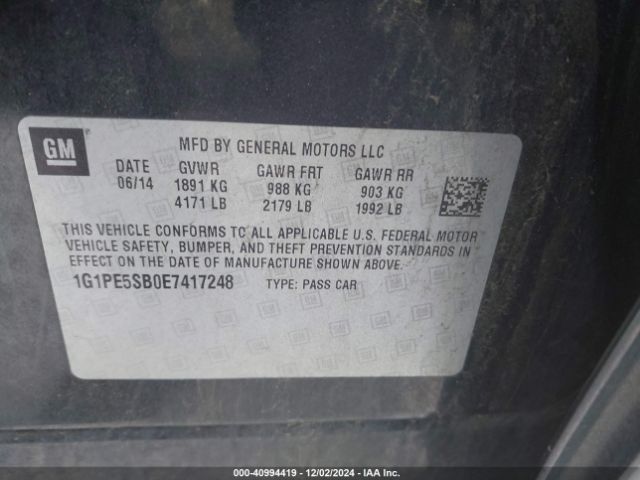 GM
MFD BY GENERAL MOTORS LLC
DATE GVWR GAWR FRT GAWR RR
06/14 1891 KG 988 KG 903 KG
4171 LB 2179 LB 1992 LB
THIS VEHICLE CONFORMS TO ALL APPLICABLE U.S. FEDERAL MOTOR
VEHICLE SAFETY, BUMPER, AND THEFT PREVENTION STANDARDS IN
EFFECT ON THE DATE OF MANUFACTURE SHOWN ABOVE.
1G1PE5SB0E7417248 TYPE: PASS CAR
000-40994419 - 12/02/2024 - IAA Inc.